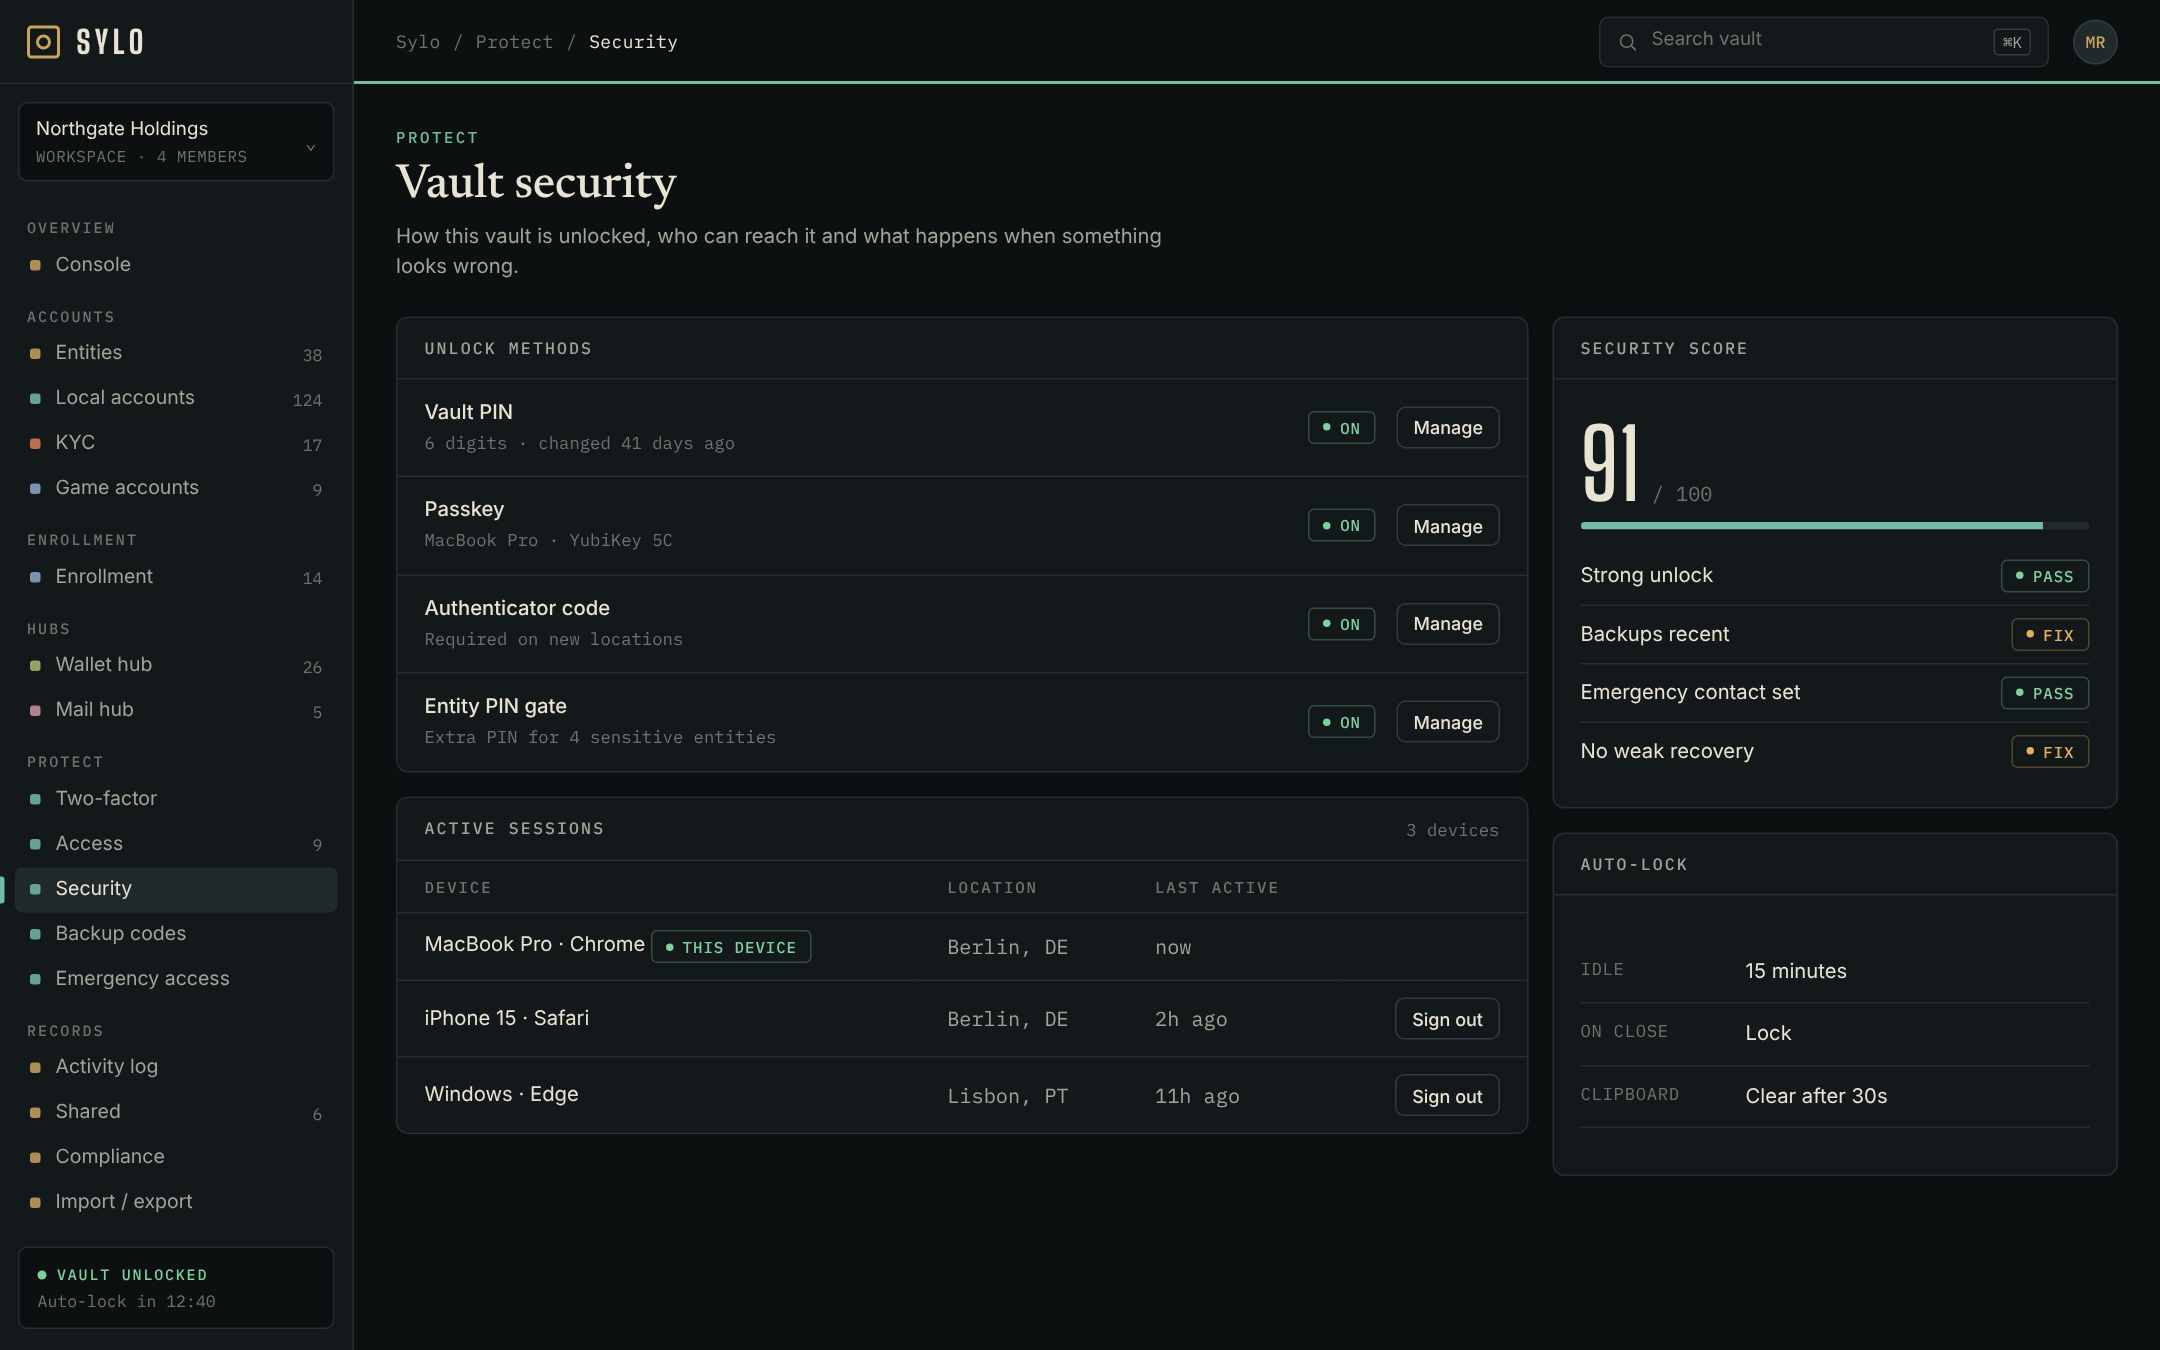 SYLO
Sylo / Protect / Security
Search vault
⌘K
MR
Northgate Holdings
WORKSPACE · 4 MEMBERS
OVERVIEW
Console
ACCOUNTS
Entities 38
Local accounts 124
KYC 17
Game accounts 9
ENROLLMENT
Enrollment 14
HUBS
Wallet hub 26
Mail hub 5
PROTECT
Two-factor
Access 9
Security
Backup codes
Emergency access
RECORDS
Activity log
Shared 6
Compliance
Import / export
VAULT UNLOCKED
Auto-lock in 12:40
PROTECT
Vault security
How this vault is unlocked, who can reach it and what happens when something
looks wrong.
UNLOCK METHODS
Vault PIN
6 digits · changed 41 days ago
ON Manage
Passkey
MacBook Pro · YubiKey 5C
ON Manage
Authenticator code
Required on new locations
ON Manage
Entity PIN gate
Extra PIN for 4 sensitive entities
ON Manage
ACTIVE SESSIONS 3 devices
DEVICE LOCATION LAST ACTIVE
MacBook Pro · Chrome THIS DEVICE Berlin, DE now
iPhone 15 · Safari Berlin, DE 2h ago Sign out
Windows · Edge Lisbon, PT 11h ago Sign out
SECURITY SCORE
91 / 100
Strong unlock PASS
Backups recent FIX
Emergency contact set PASS
No weak recovery FIX
AUTO-LOCK
IDLE 15 minutes
ON CLOSE Lock
CLIPBOARD Clear after 30s